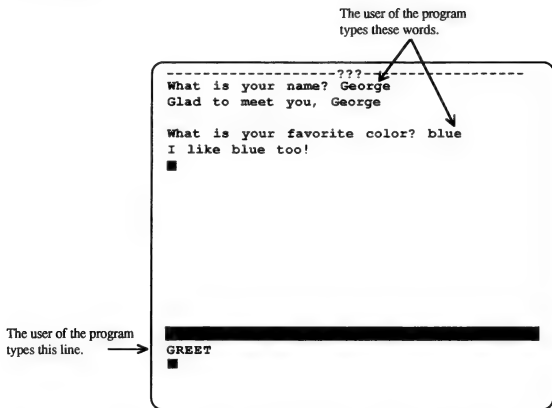 The user of the program
types these words.
--------------------???--------------------
What is your name? George
Glad to meet you, George
What is your favorite color? blue
I like blue too!
The user of the program
types this line.
GREET